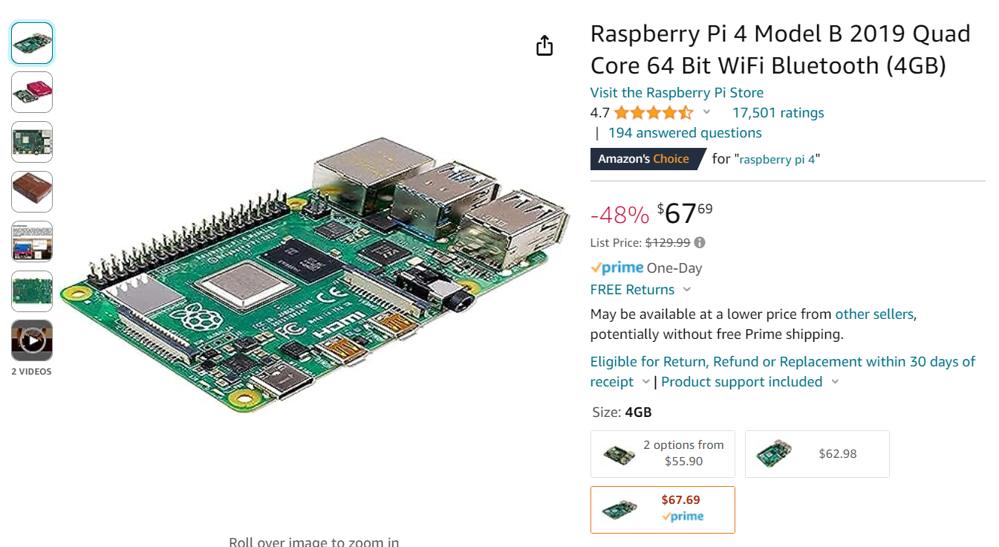 Raspberry Pi 4 Model B 2019 Quad
Core 64 Bit WiFi Bluetooth (4GB)
Visit the Raspberry Pi Store
4.7 17,501 ratings
| 194 answered questions
Amazon's Choice for "raspberry pi 4"
-48% $67 69
List Price: $129.99
prime One-Day
FREE Returns
May be available at a lower price from other sellers,
potentially without free Prime shipping.
Eligible for Return, Refund or Replacement within 30 days of
receipt | Product support included
Size: 4GB
2 options from
$55.90
$62.98
$67.69
prime
HDMI
2 VIDEOS
Roll over image to zoom in